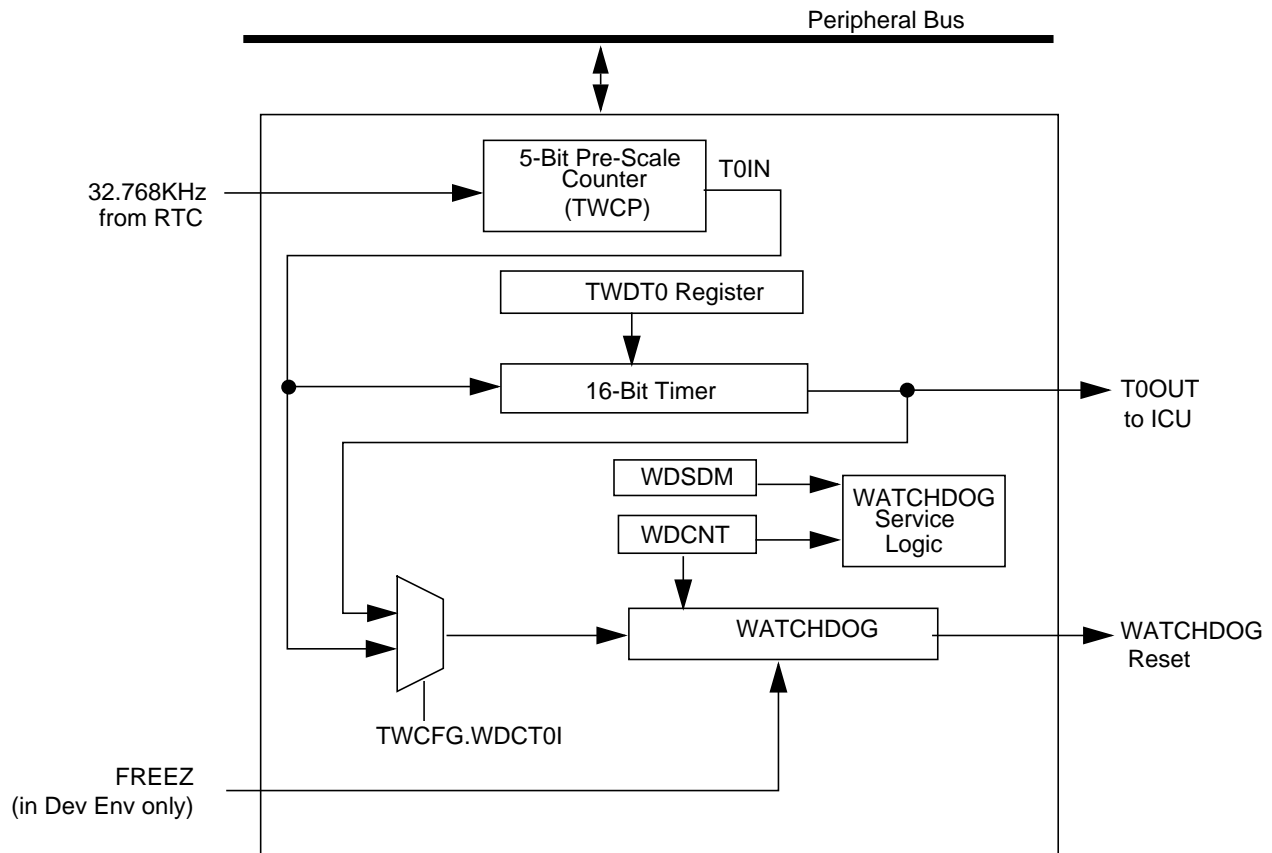 Peripheral Bus
5-Bit Pre-Scale
Counter
(TWCP)
T0IN
32.768KHz
from RTC
TWDT0 Register
16-Bit Timer
T0OUT
to ICU
WDSDM
WDCNT
WATCHDOG
Service
Logic
WATCHDOG
WATCHDOG
Reset
TWCFG.WDCT0I
FREEZ
(in Dev Env only)